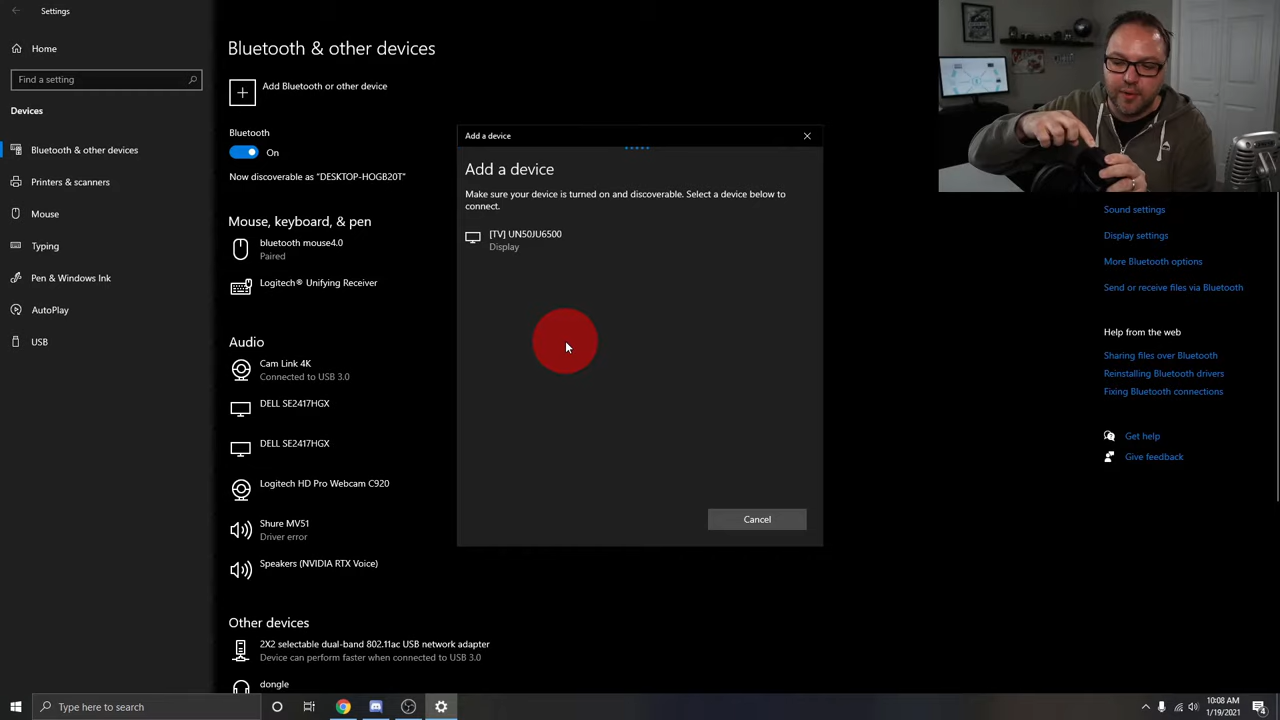 Settings
Home
Find a setting
Devices
Bluetooth & other devices
Printers & scanners
Mouse
Typing
Pen & Windows Ink
AutoPlay
USB
Bluetooth & other devices
Add Bluetooth or other device
Bluetooth
On
Now discoverable as “DESKTOP-HOGB20T”
Mouse, keyboard, & pen
bluetooth mouse4.0
Paired
Logitech® Unifying Receiver
Audio
Cam Link 4K
Connected to USB 3.0
DELL SE2417HGX
DELL SE2417HGX
Logitech HD Pro Webcam C920
Shure MV51
Driver error
Speakers (NVIDIA RTX Voice)
Other devices
2X2 selectable dual-band 802.11ac USB network adapter
Device can perform faster when connected to USB 3.0
dongle
Add a device
Add a device
Make sure your device is turned on and discoverable. Select a device below to
connect.
[TV] UN50JU6500
Display
Cancel
Sound settings
Display settings
More Bluetooth options
Send or receive files via Bluetooth
Help from the web
Sharing files over Bluetooth
Reinstalling Bluetooth drivers
Fixing Bluetooth connections
Get help
Give feedback
Type here to search
10:08 AM
1/19/2021
4